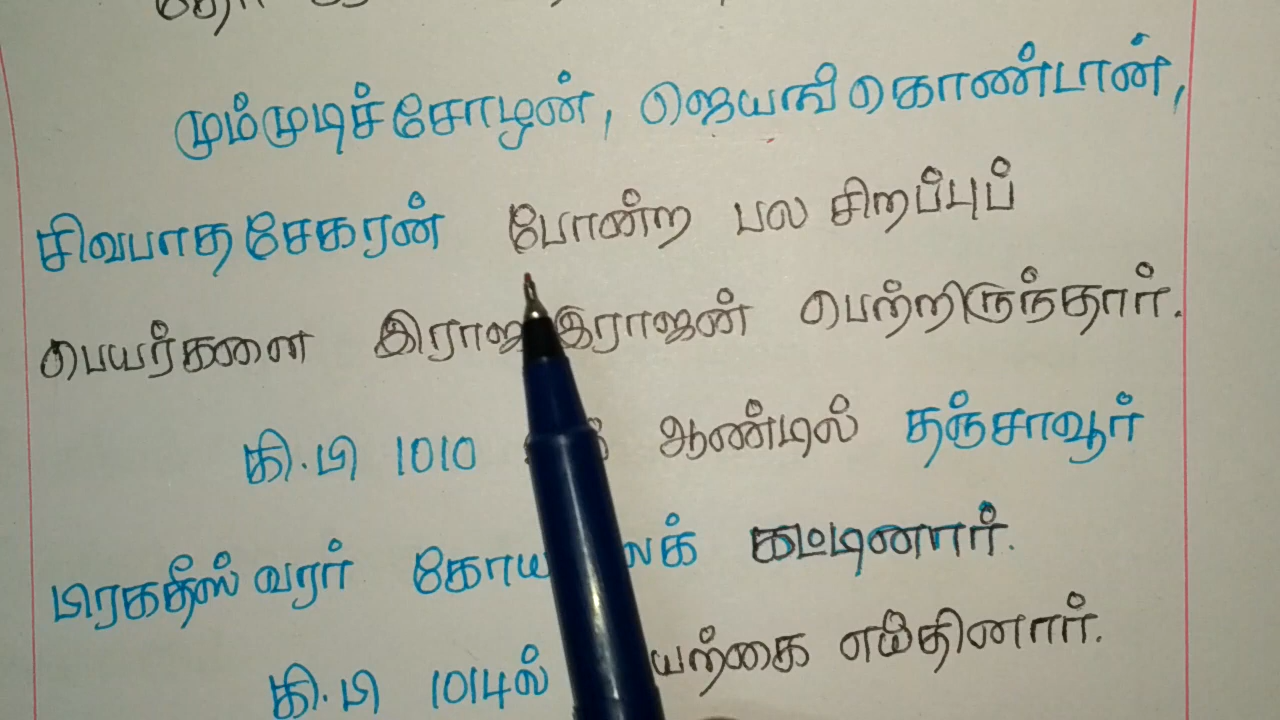 மும்முடிச்சோழன், ஜெயங்கொண்டான்,
சிவபாதசேகரன் போன்ற பல சிறப்புப்
பெயர்களை இராஜஇராஜன் பெற்றிருந்தார்.
கி.பி 1010 ஆண்டில் தஞ்சாவூர்
பிரகதீஸ்வரர் கட்டினார்.
கி.பி 1014ல் எய்தினார்.